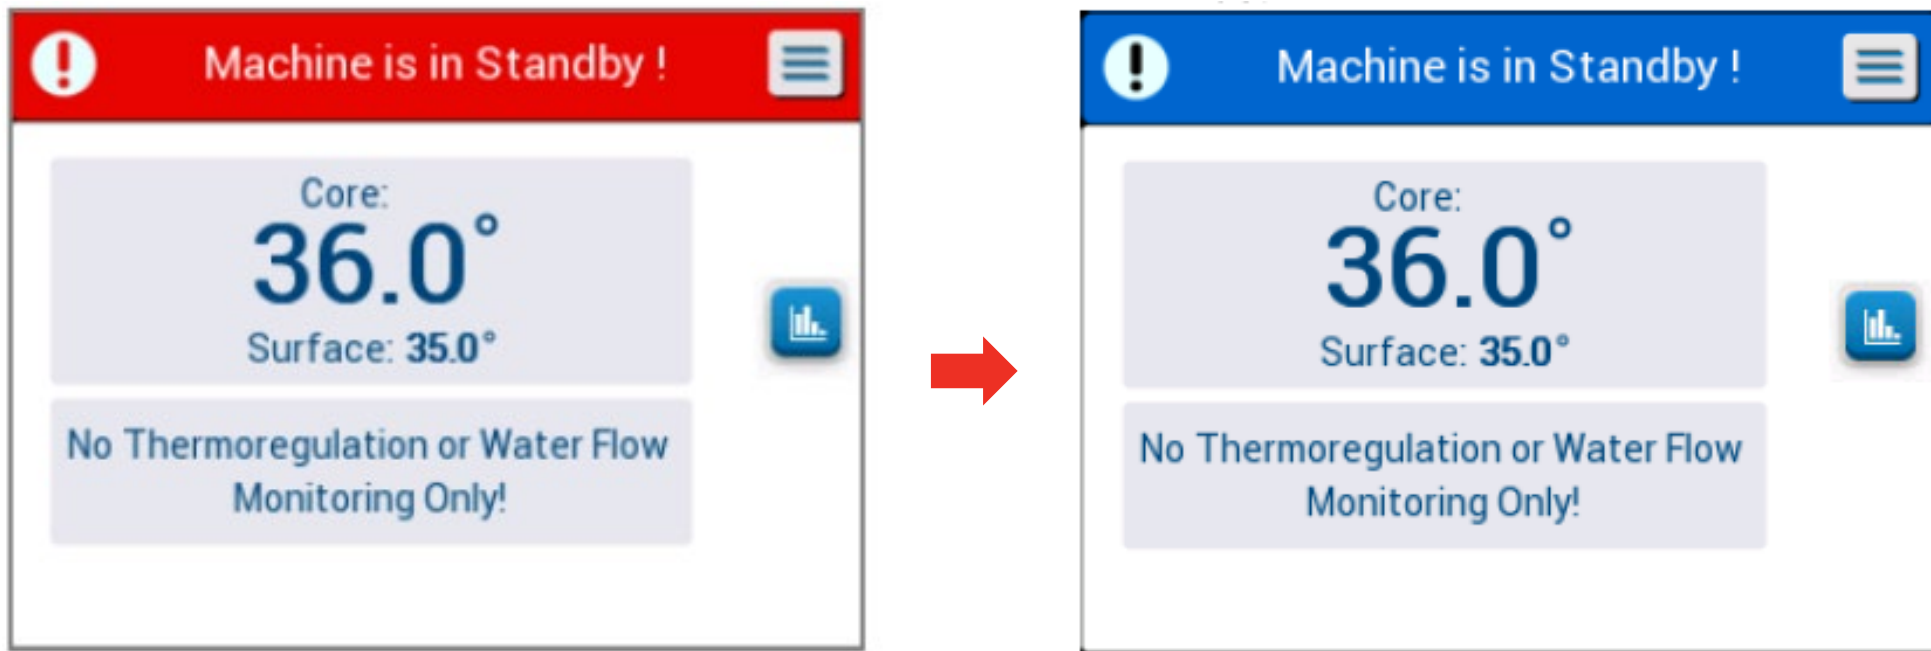 Machine is in Standby !
Core:
36.0°
Surface: 35.0°
No Thermoregulation or Water Flow
Monitoring Only!
Machine is in Standby !
Core:
36.0°
Surface: 35.0°
No Thermoregulation or Water Flow
Monitoring Only!